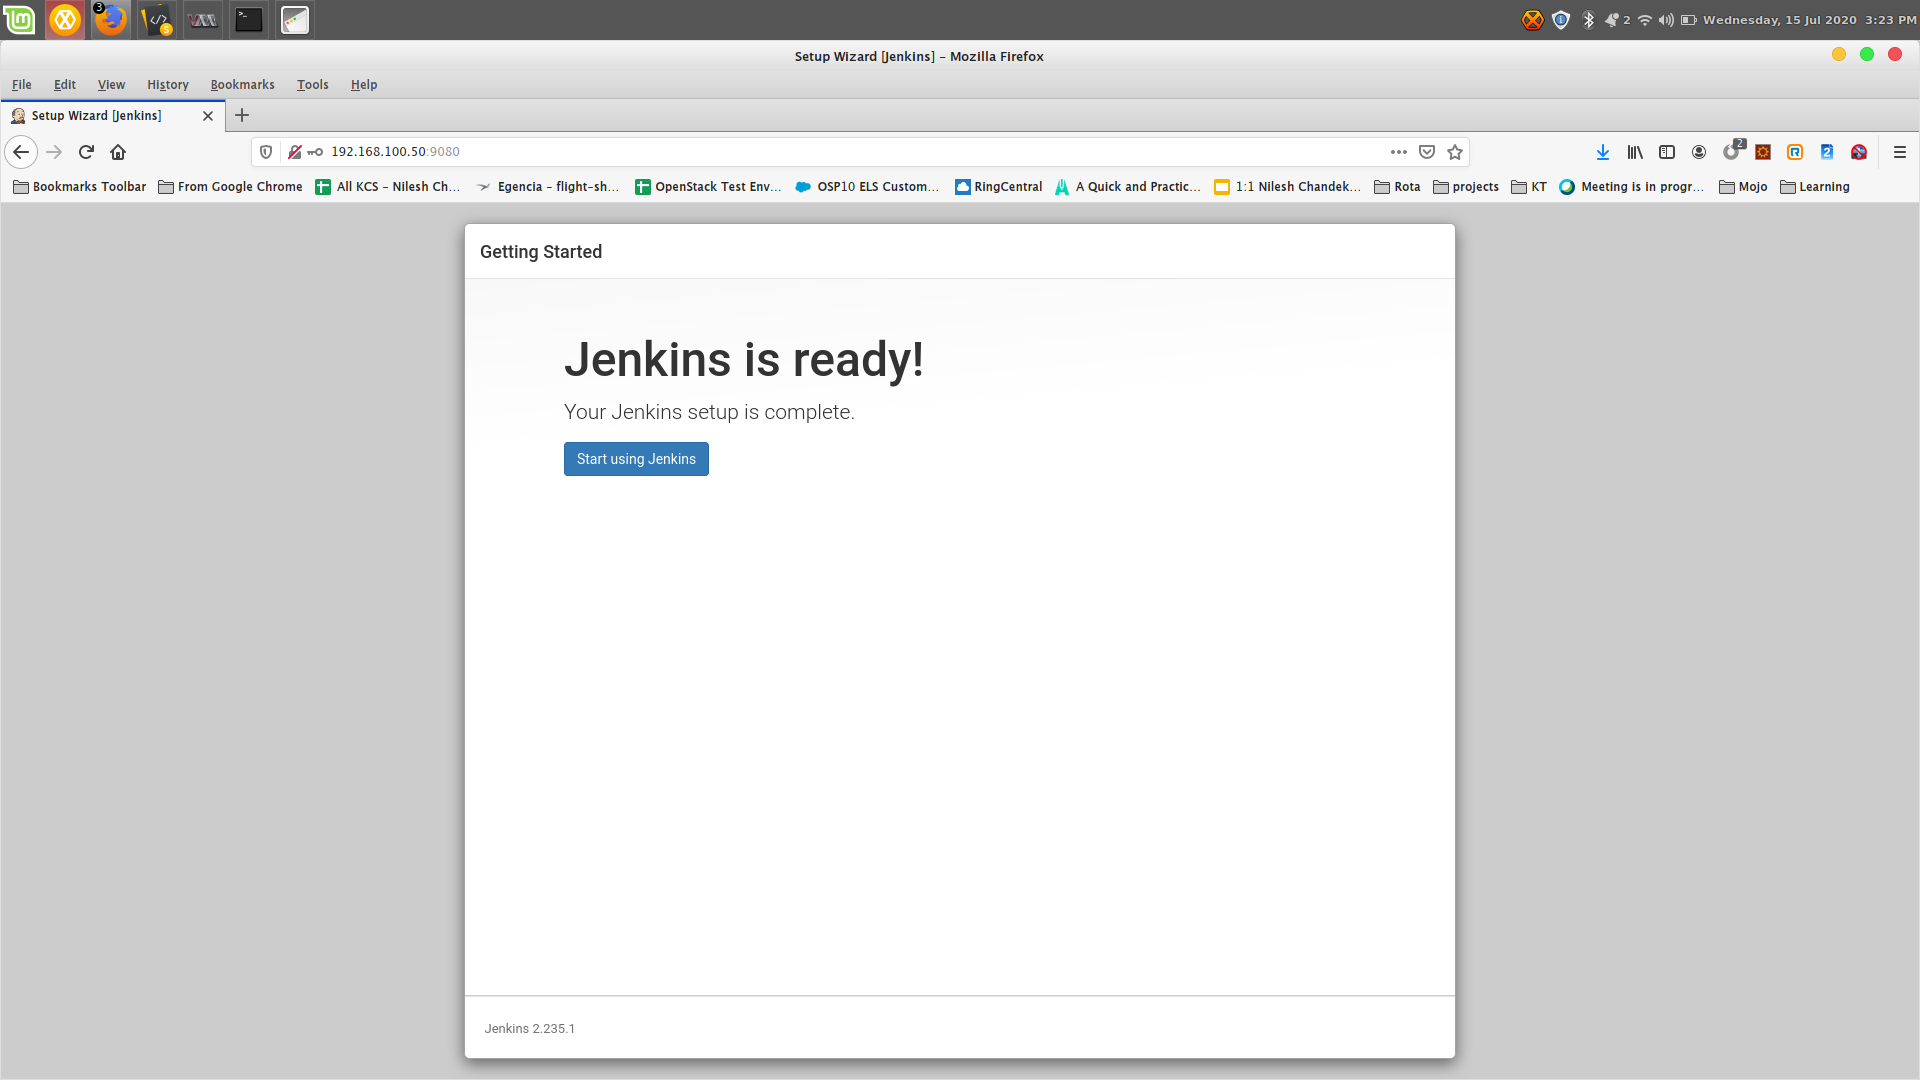 3
2 Wednesday, 15 Jul 2020 3:23 PM
Setup Wizard [Jenkins] – Mozilla Firefox
File Edit View History Bookmarks Tools Help
Setup Wizard [Jenkins]
192.168.100.50:9080
2
2
Bookmarks Toolbar From Google Chrome All KCS – Nilesh Ch... Egencia – flight-sh... OpenStack Test Env... OSP10 ELS Custom... RingCentral A Quick and Practic... 1:1 Nilesh Chandek... Rota projects KT Meeting is in progr... Mojo Learning
Getting Started
Jenkins is ready!
Your Jenkins setup is complete.
Start using Jenkins
Jenkins 2.235.1